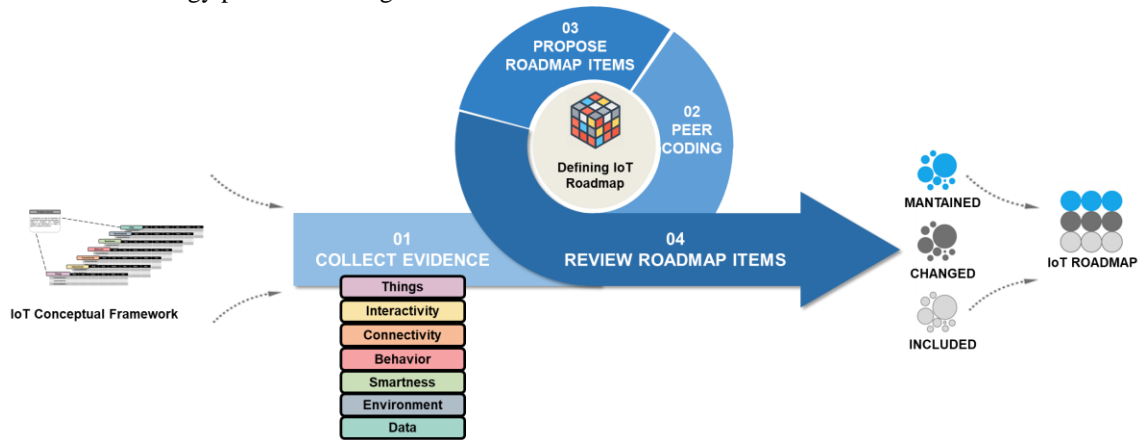 03
PROPOSE
ROADMAP ITEMS
02
PEER
CODING
Defining IoT
Roadmap
IoT Conceptual Framework
01
COLLECT EVIDENCE
Things
Interactivity
Connectivity
Behavior
Smartness
Environment
Data
04
REVIEW ROADMAP ITEMS
MANTAINED
CHANGED
INCLUDED
IoT ROADMAP